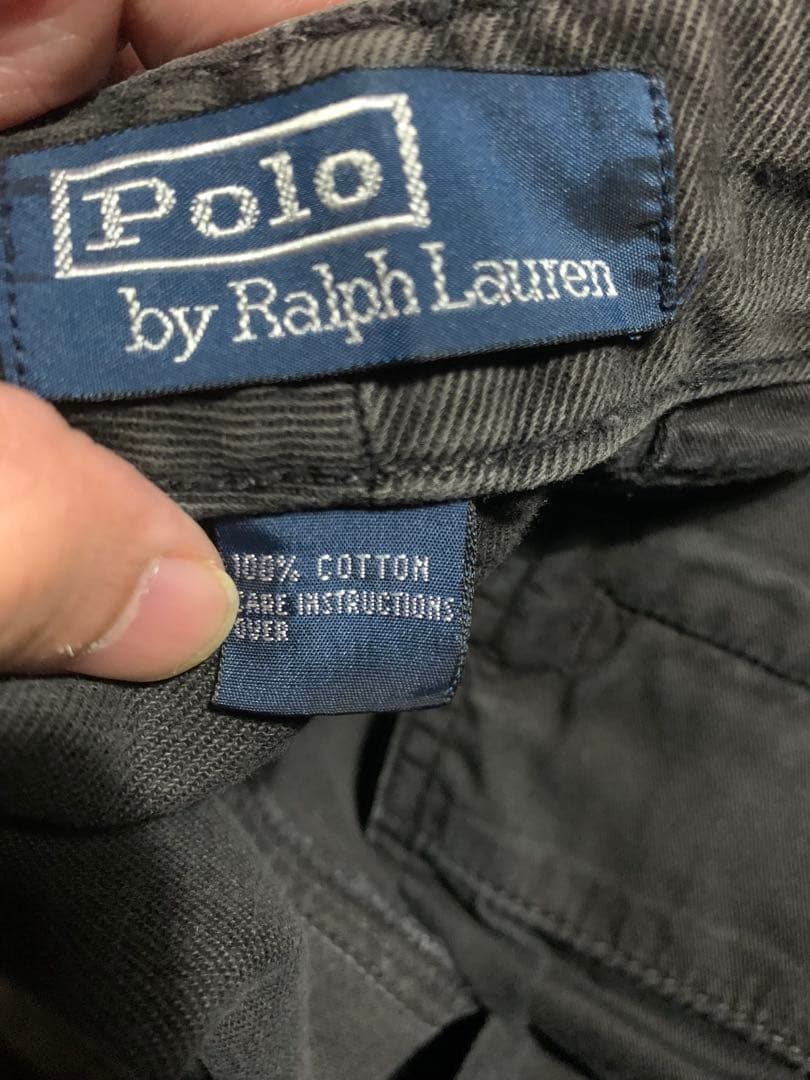 Polo
by Ralph Lauren
100% COTTON
CARE INSTRUCTIONS
OVER